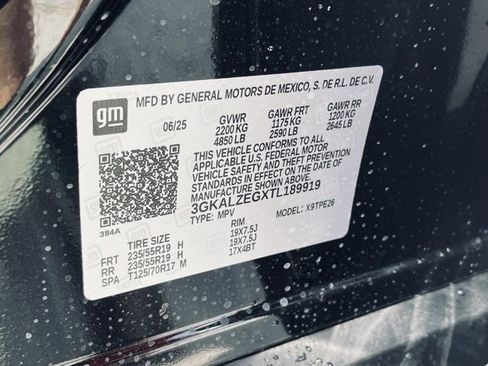 gm
MFD BY GENERAL MOTORS DE MEXICO, S. DE R.L. DE C.V.
06/25 GVWR GAWR FRT GAWR RR
2200 KG 1175 KG 1200 KG
4850 LB 2590 LB 2645 LB
THIS VEHICLE CONFORMS TO ALL
APPLICABLE U.S. FEDERAL MOTOR
VEHICLE SAFETY AND THEFT PREVENTION
STANDARDS IN EFFECT ON THE DATE OF
MANUFACTURE SHOWN ABOVE.
3GKALZEGXTL189919
TYPE: MPV MODEL: X9TPE26
384A
TIRE SIZE RIM
FRT 235/55R19 H 19X7.5J
RR 235/55R19 H 19X7.5J
SPA T125/70R17 M 17X4BT